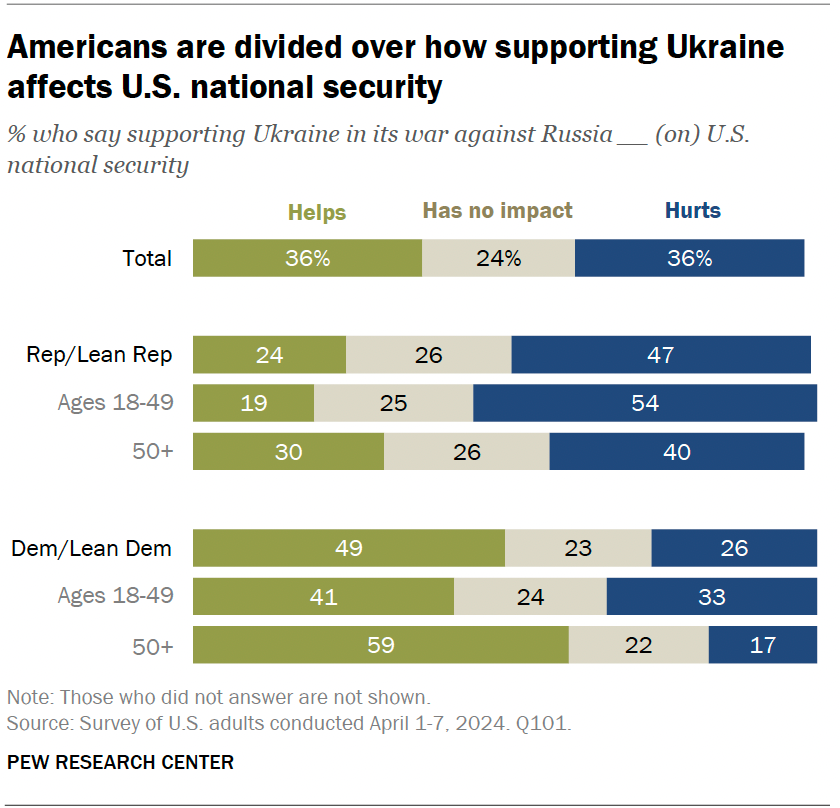 Americans are divided over how supporting Ukraine
affects U.S. national security
% who say supporting Ukraine in its war against Russia __ (on) U.S.
national security
Helps Has no impact Hurts
Total 36% 24% 36%
Rep/Lean Rep 24 26 47
Ages 18-49 19 25 54
50+ 30 26 40
Dem/Lean Dem 49 23 26
Ages 18-49 41 24 33
50+ 59 22 17
Note: Those who did not answer are not shown.
Source: Survey of U.S. adults conducted April 1-7, 2024. Q101.
PEW RESEARCH CENTER